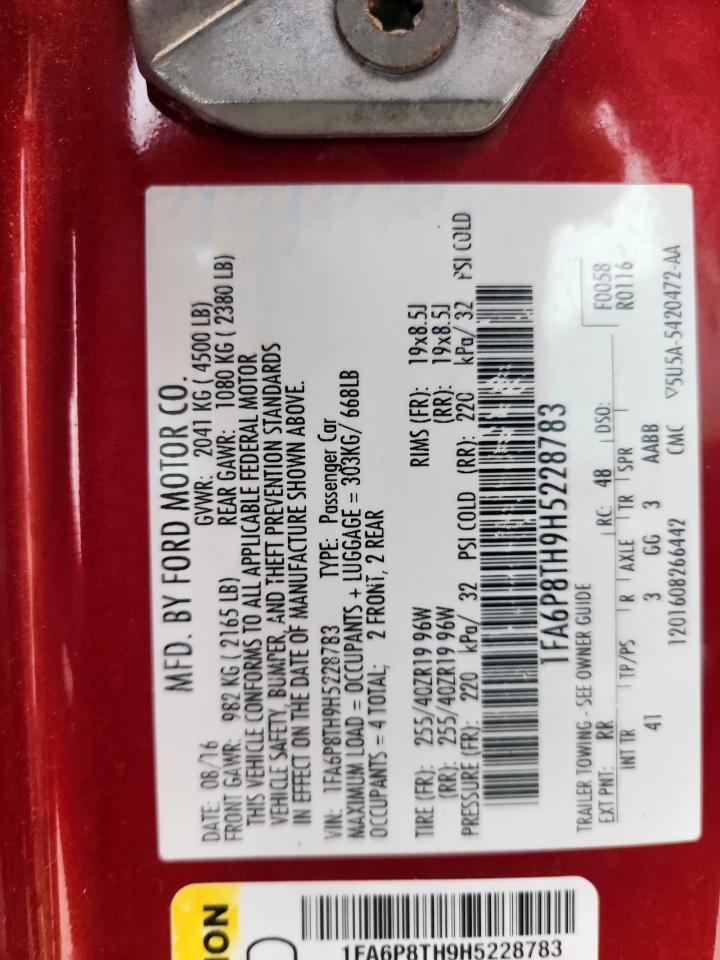 MFD. BY FORD MOTOR CO.
DATE: 08/16 GVWR: 2041 KG ( 4500 LB)
FRONT GAWR: 982 KG ( 2165 LB) REAR GAWR: 1080 KG ( 2380 LB)
THIS VEHICLE CONFORMS TO ALL APPLICABLE FEDERAL MOTOR
VEHICLE SAFETY, BUMPER, AND THEFT PREVENTION STANDARDS
IN EFFECT ON THE DATE OF MANUFACTURE SHOWN ABOVE.
VIN: 1FA6P8TH9H5228783 TYPE: Passenger Car
MAXIMUM LOAD = OCCUPANTS + LUGGAGE = 303KG/ 668LB
OCCUPANTS = 4 TOTAL; 2 FRONT, 2 REAR
TIRE (FR): 255/40ZR19 96W RIMS (FR): 19x8.5J
(RR): 255/40ZR19 96W (RR): 19x8.5J
PRESSURE (FR): 220 kPa/ 32 PSI COLD (RR): 220 kPa/ 32 PSI COLD
1FA6P8TH9H5228783
TRAILER TOWING - SEE OWNER GUIDE
EXT PNT: RR RC: 48 DSO: F0058
R0116
INT TR TP/PS R AXLE TR SPR
41 3 GG 3 AABB
1201608266442 CMC ▽5U5A-5420472-AA
ION
1FA6P8TH9H5228783